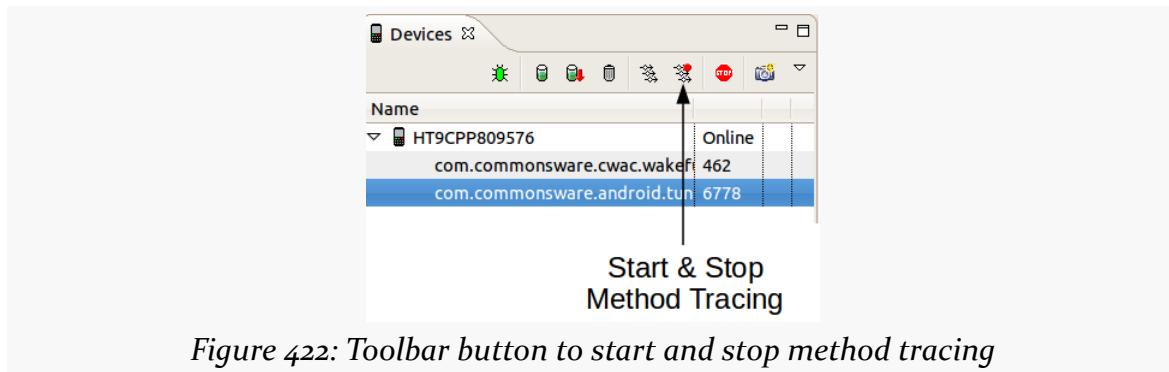 Devices
STOP
Name
HT9CPP809576 Online
com.commonsware.cwac.wakef 462
com.commonsware.android.tun 6778
Start & Stop
Method Tracing
Figure 422: Toolbar button to start and stop method tracing